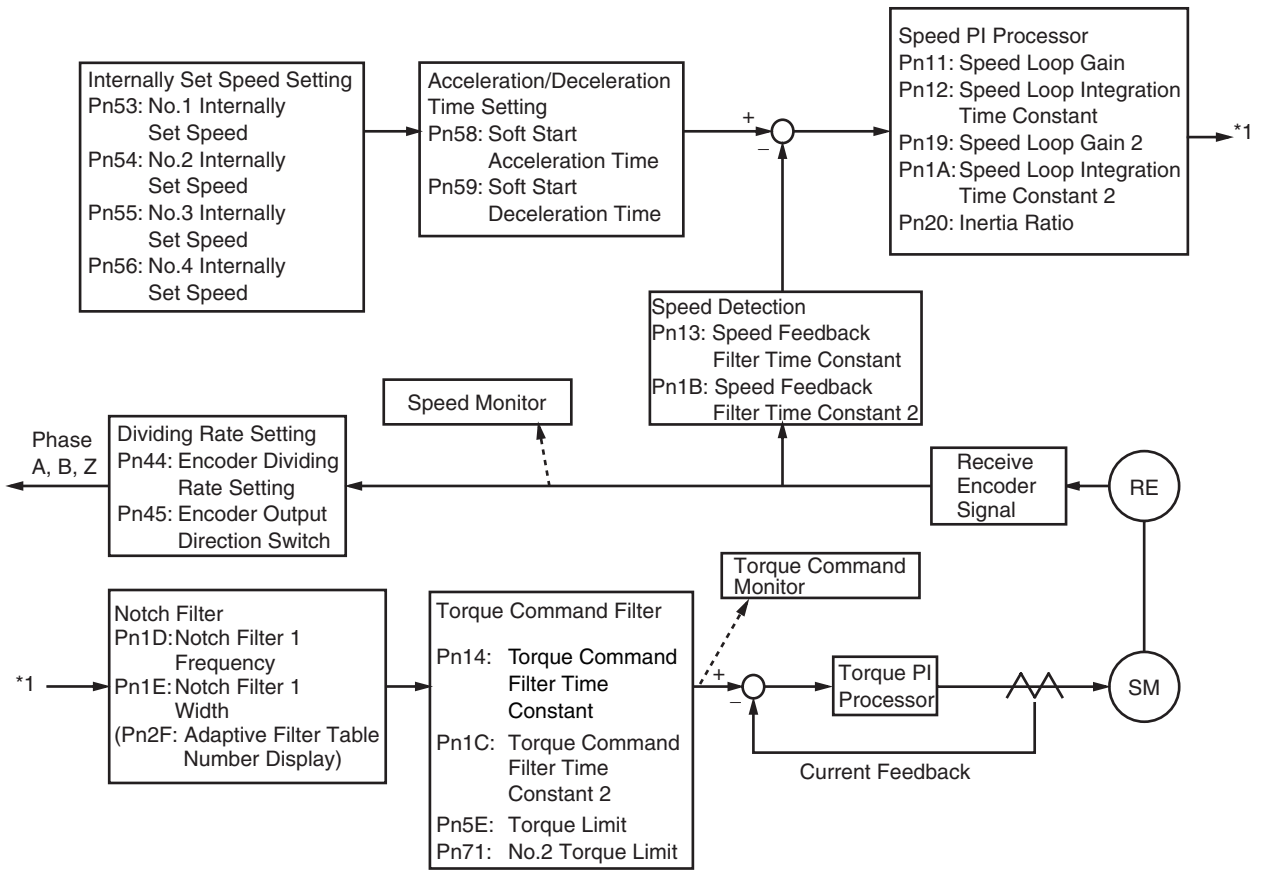 Internally Set Speed Setting
Pn53: No.1 Internally
Set Speed
Pn54: No.2 Internally
Set Speed
Pn55: No.3 Internally
Set Speed
Pn56: No.4 Internally
Set Speed
Acceleration/Deceleration
Time Setting
Pn58: Soft Start
Acceleration Time
Pn59: Soft Start
Deceleration Time
+
−
Speed PI Processor
Pn11: Speed Loop Gain
Pn12: Speed Loop Integration
Time Constant
Pn19: Speed Loop Gain 2
Pn1A: Speed Loop Integration
Time Constant 2
Pn20: Inertia Ratio
*1
Speed Detection
Pn13: Speed Feedback
Filter Time Constant
Pn1B: Speed Feedback
Filter Time Constant 2
Speed Monitor
Phase
A, B, Z
Dividing Rate Setting
Pn44: Encoder Dividing
Rate Setting
Pn45: Encoder Output
Direction Switch
Receive
Encoder
Signal
RE
*1
Notch Filter
Pn1D: Notch Filter 1
Frequency
Pn1E: Notch Filter 1
Width
(Pn2F: Adaptive Filter Table
Number Display)
Torque Command Filter
Pn14: Torque Command
Filter Time
Constant
Pn1C: Torque Command
Filter Time
Constant 2
Pn5E: Torque Limit
Pn71: No.2 Torque Limit
Torque Command
Monitor
+
−
Torque PI
Processor
SM
Current Feedback